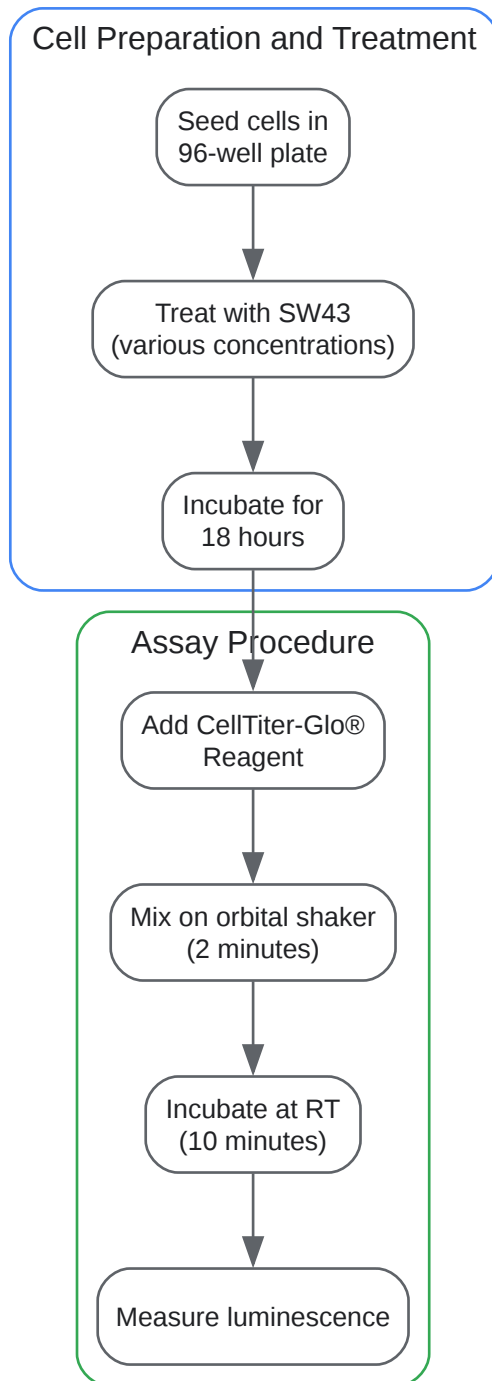 Cell Preparation and Treatment
Seed cells in
96-well plate
Treat with SW43
(various concentrations)
Incubate for
18 hours
Assay Procedure
Add CellTiter-Glo®
Reagent
Mix on orbital shaker
(2 minutes)
Incubate at RT
(10 minutes)
Measure luminescence